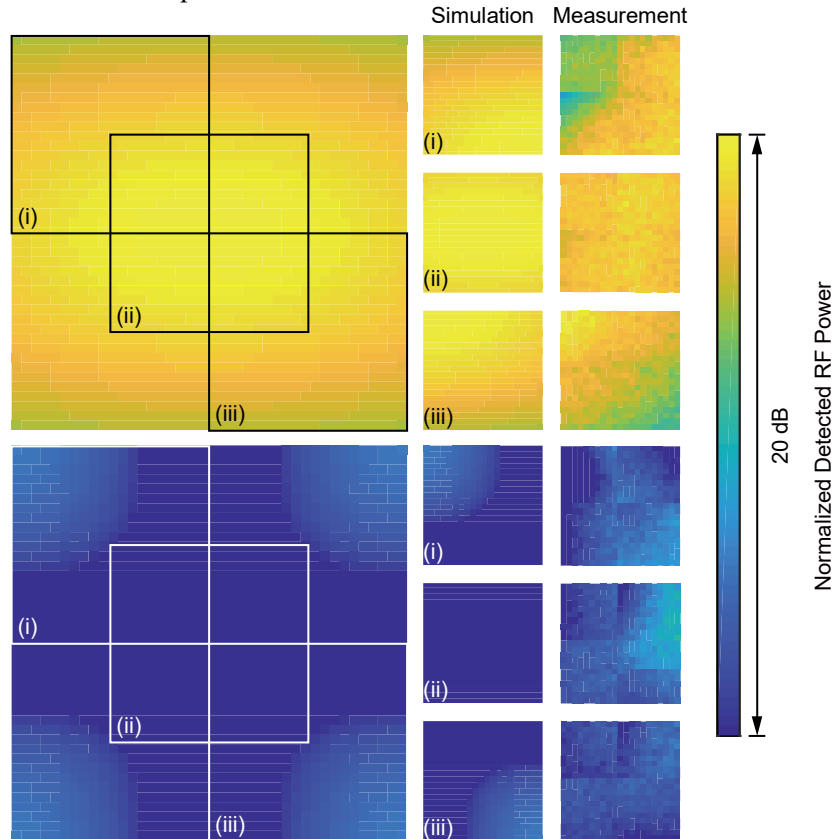 Simulation Measurement
(i)
(ii)
(iii)
(i)
(ii)
(iii)
20 dB
Normalized Detected RF Power
(i)
(ii)
(iii)
(i)
(ii)
(iii)